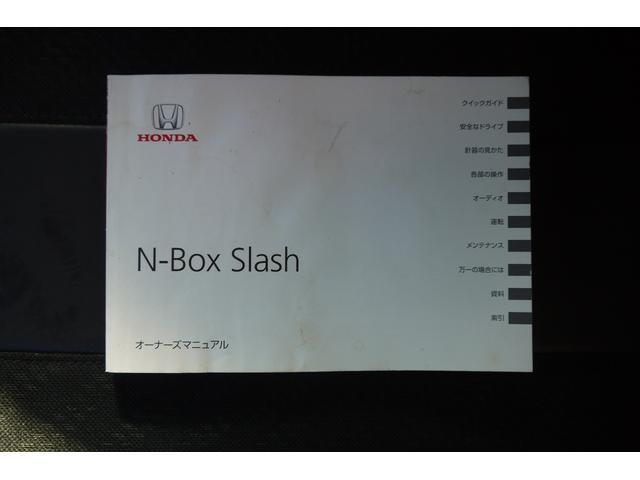 HONDA
N-Box Slash
オーナーズマニュアル
クイックガイド
安全なドライブ
計器の見かた
各部の操作
オーディオ
運転
メンテナンス
万一の場合には
資料
索引